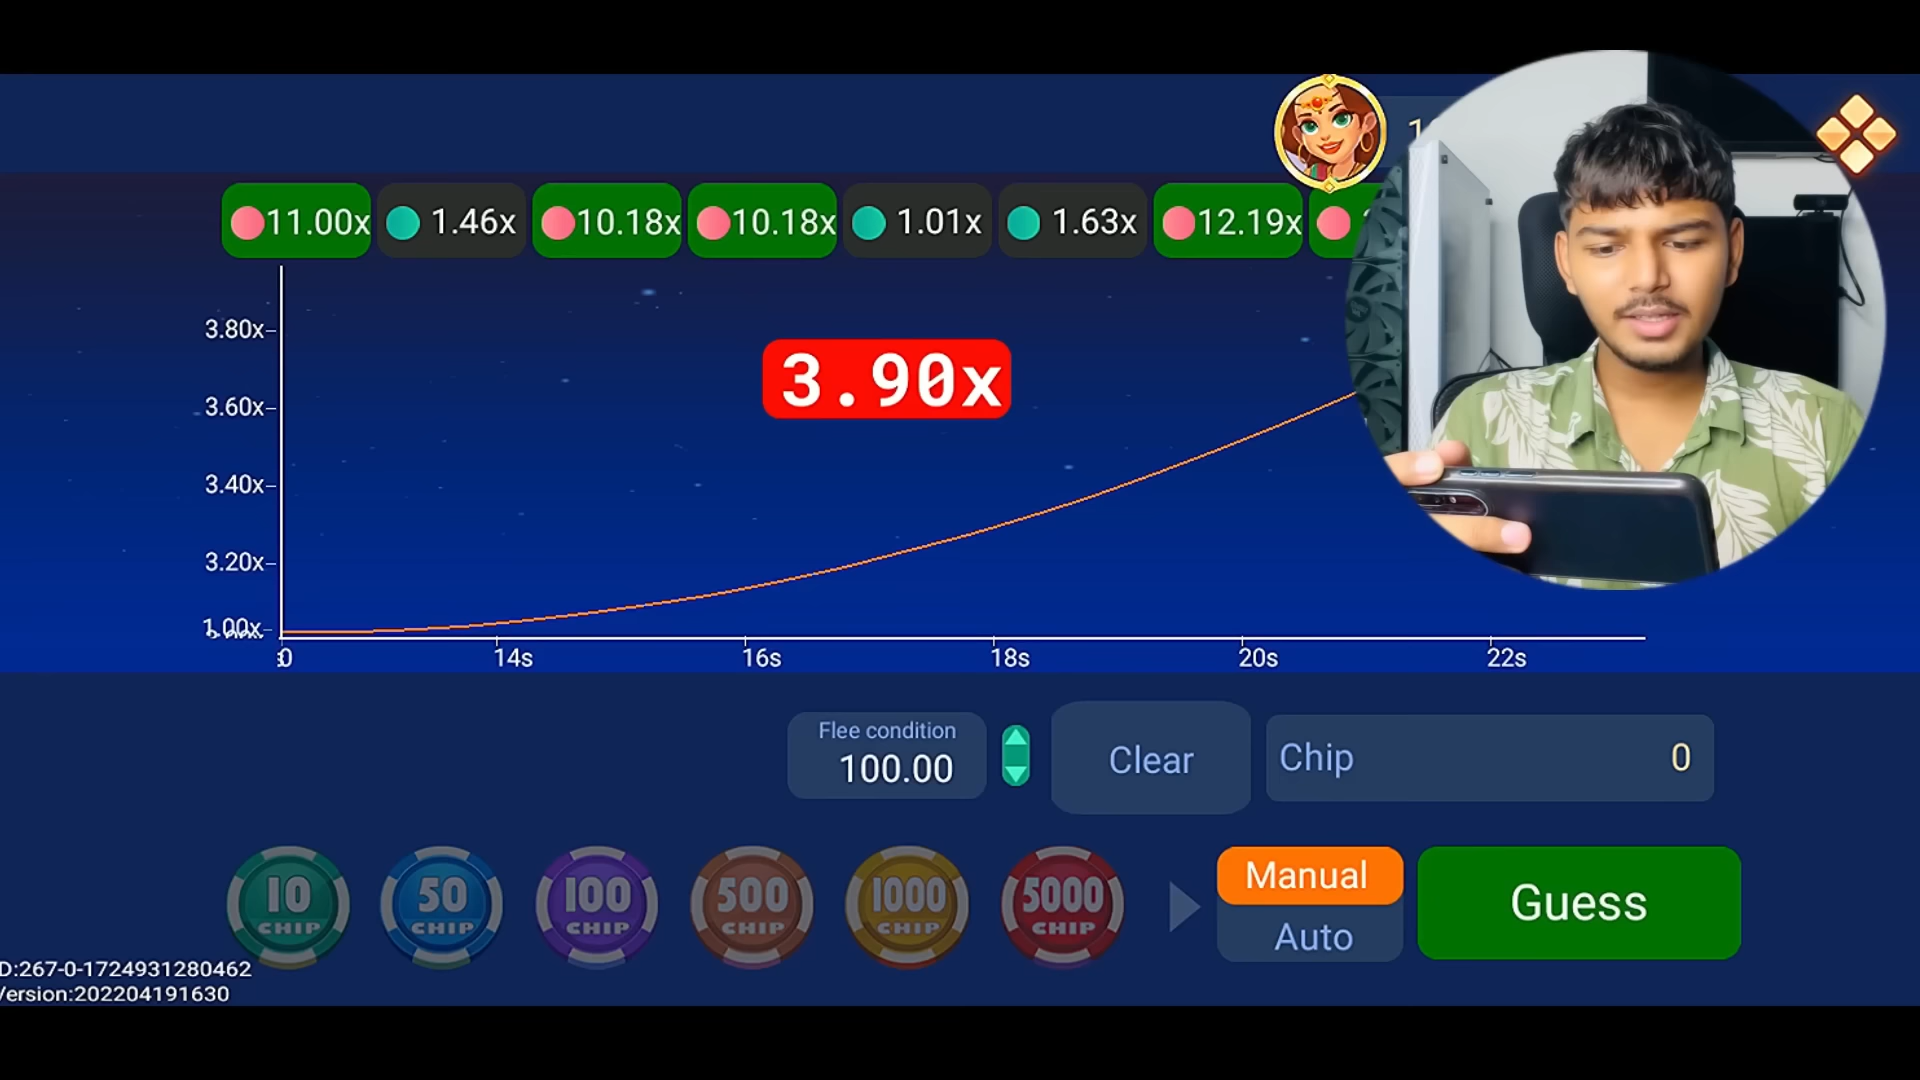 11.00x 1.46x 10.18x 10.18x 1.01x 1.63x 12.19x
3.90x
3.80x
3.60x
3.40x
3.20x
1.00x
0 14s 16s 18s 20s 22s
Flee condition
100.00
Clear
Chip 0
10 CHIP
50 CHIP
100 CHIP
500 CHIP
1000 CHIP
5000 CHIP
Manual
Auto
Guess
D:267-0-1724931280462
Version:202204191630